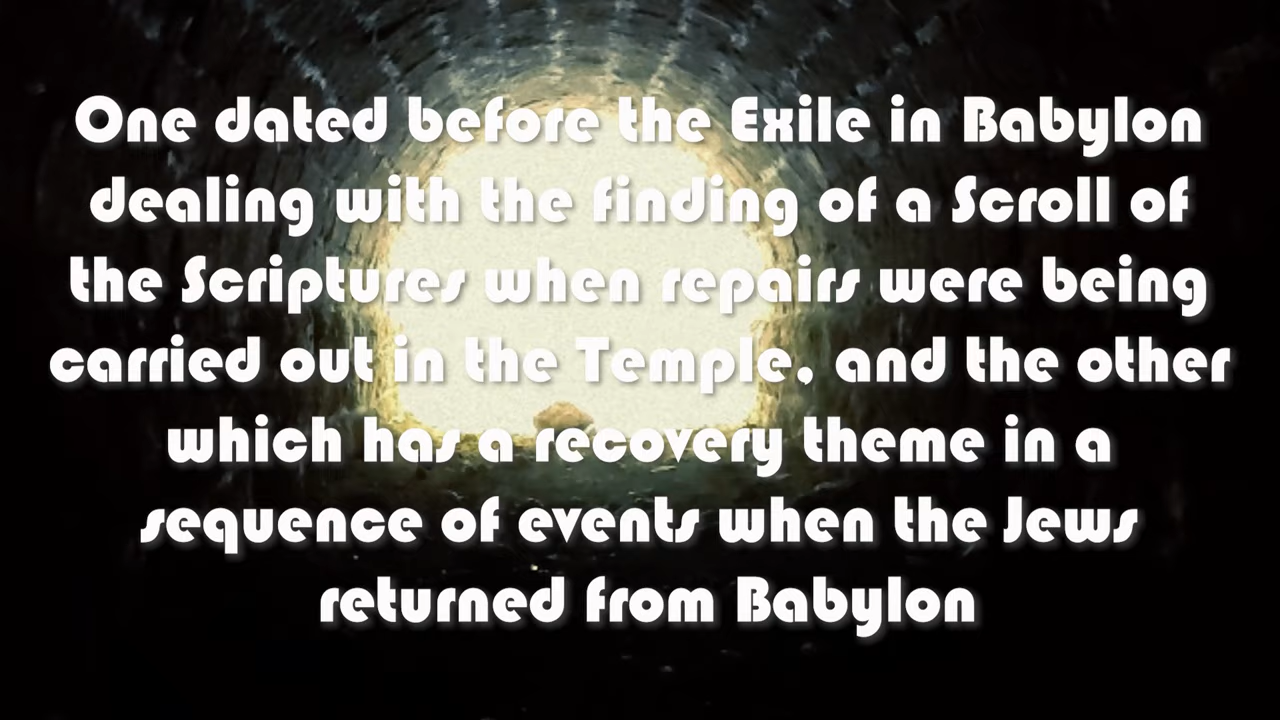 One dated before the Exile in Babylon
dealing with the finding of a Scroll of
the Scriptures when repairs were being
carried out in the Temple, and the other
which has a recovery theme in a
sequence of events when the Jews
returned from Babylon